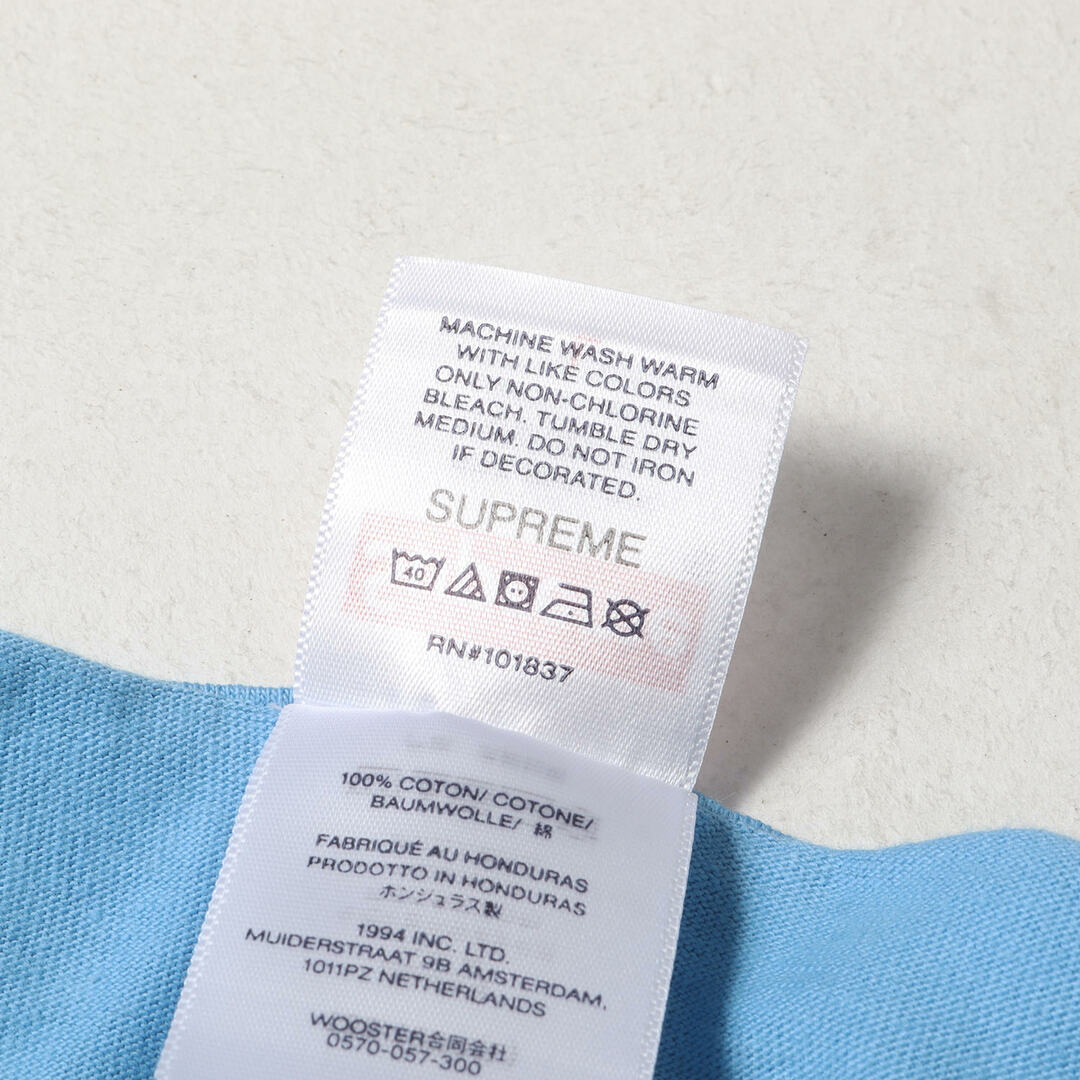 MACHINE WASH WARM
WITH LIKE COLORS
ONLY NON-CHLORINE
BLEACH. TUMBLE DRY
MEDIUM. DO NOT IRON
IF DECORATED.
SUPREME
40
RN#101837
100% COTON/ COTONE/
BAUMWOLLE/ 綿
FABRIQUÉ AU HONDURAS
PRODOTTO IN HONDURAS
ホンジュラス製
1994 INC. LTD.
MUIDERSTRAAT 9B AMSTERDAM,
1011PZ NETHERLANDS
WOOSTER合同会社
0570-057-300